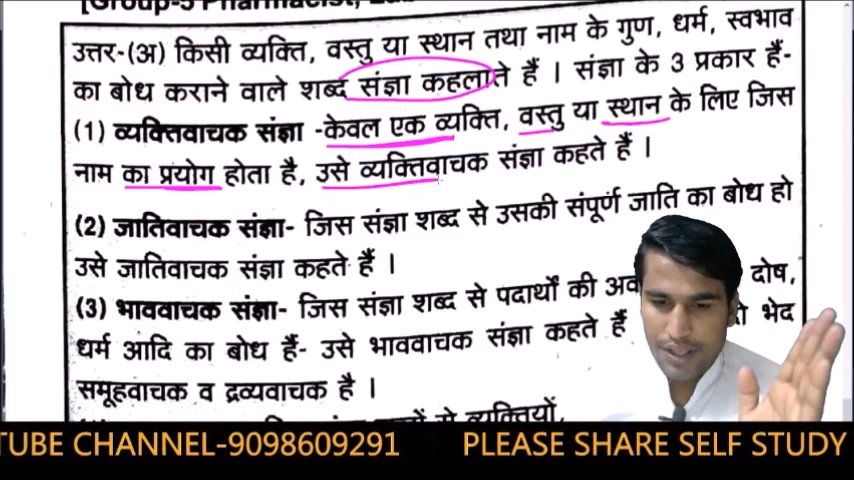 [Group-5 Pharmacist, Lab
उत्तर-(अ) किसी व्यक्ति, वस्तु या स्थान तथा नाम के गुण, धर्म, स्वभाव
का बोध कराने वाले शब्द संज्ञा कहलाते हैं । संज्ञा के 3 प्रकार हैं-
(1) व्यक्तिवाचक संज्ञा -केवल एक व्यक्ति, वस्तु या स्थान के लिए जिस
नाम का प्रयोग होता है, उसे व्यक्तिवाचक संज्ञा कहते हैं ।
(2) जातिवाचक संज्ञा- जिस संज्ञा शब्द से उसकी संपूर्ण जाति का बोध हो
उसे जातिवाचक संज्ञा कहते हैं ।
(3) भाववाचक संज्ञा- जिस संज्ञा शब्द से पदार्थों की दोष,
धर्म आदि का बोध हैं- उसे भाववाचक संज्ञा कहते हैं भेद
समूहवाचक व द्रव्यवाचक है ।
से व्यक्तियों,
TUBE CHANNEL-9098609291 PLEASE SHARE SELF STUDY